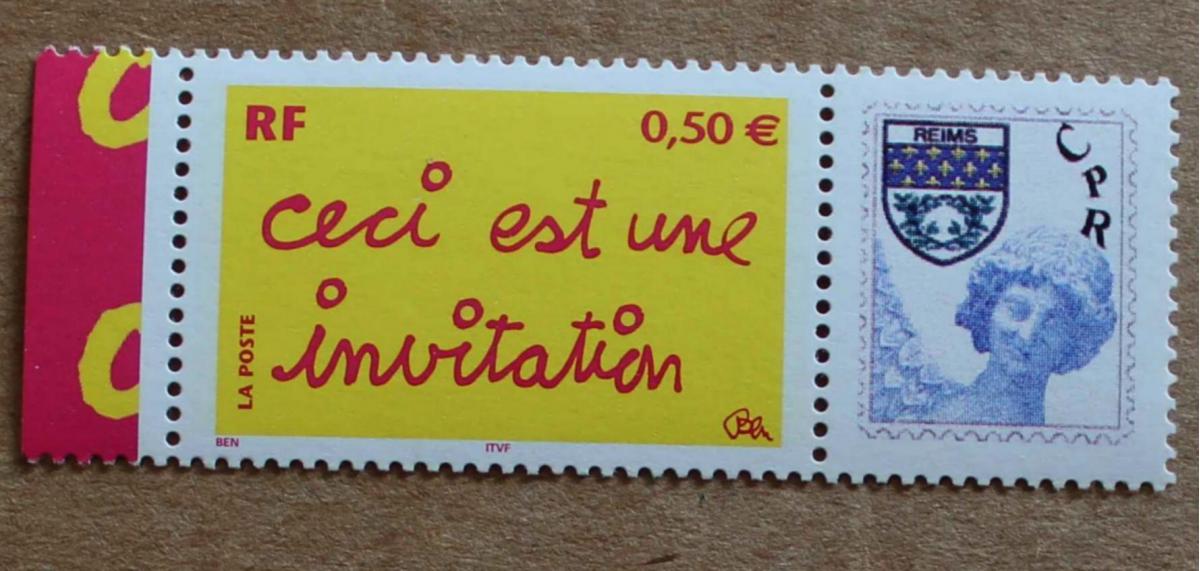 RF
0,50 €
ceci est une
invitation
LA POSTE
Ben
BEN
ITVF
REIMS
CPR